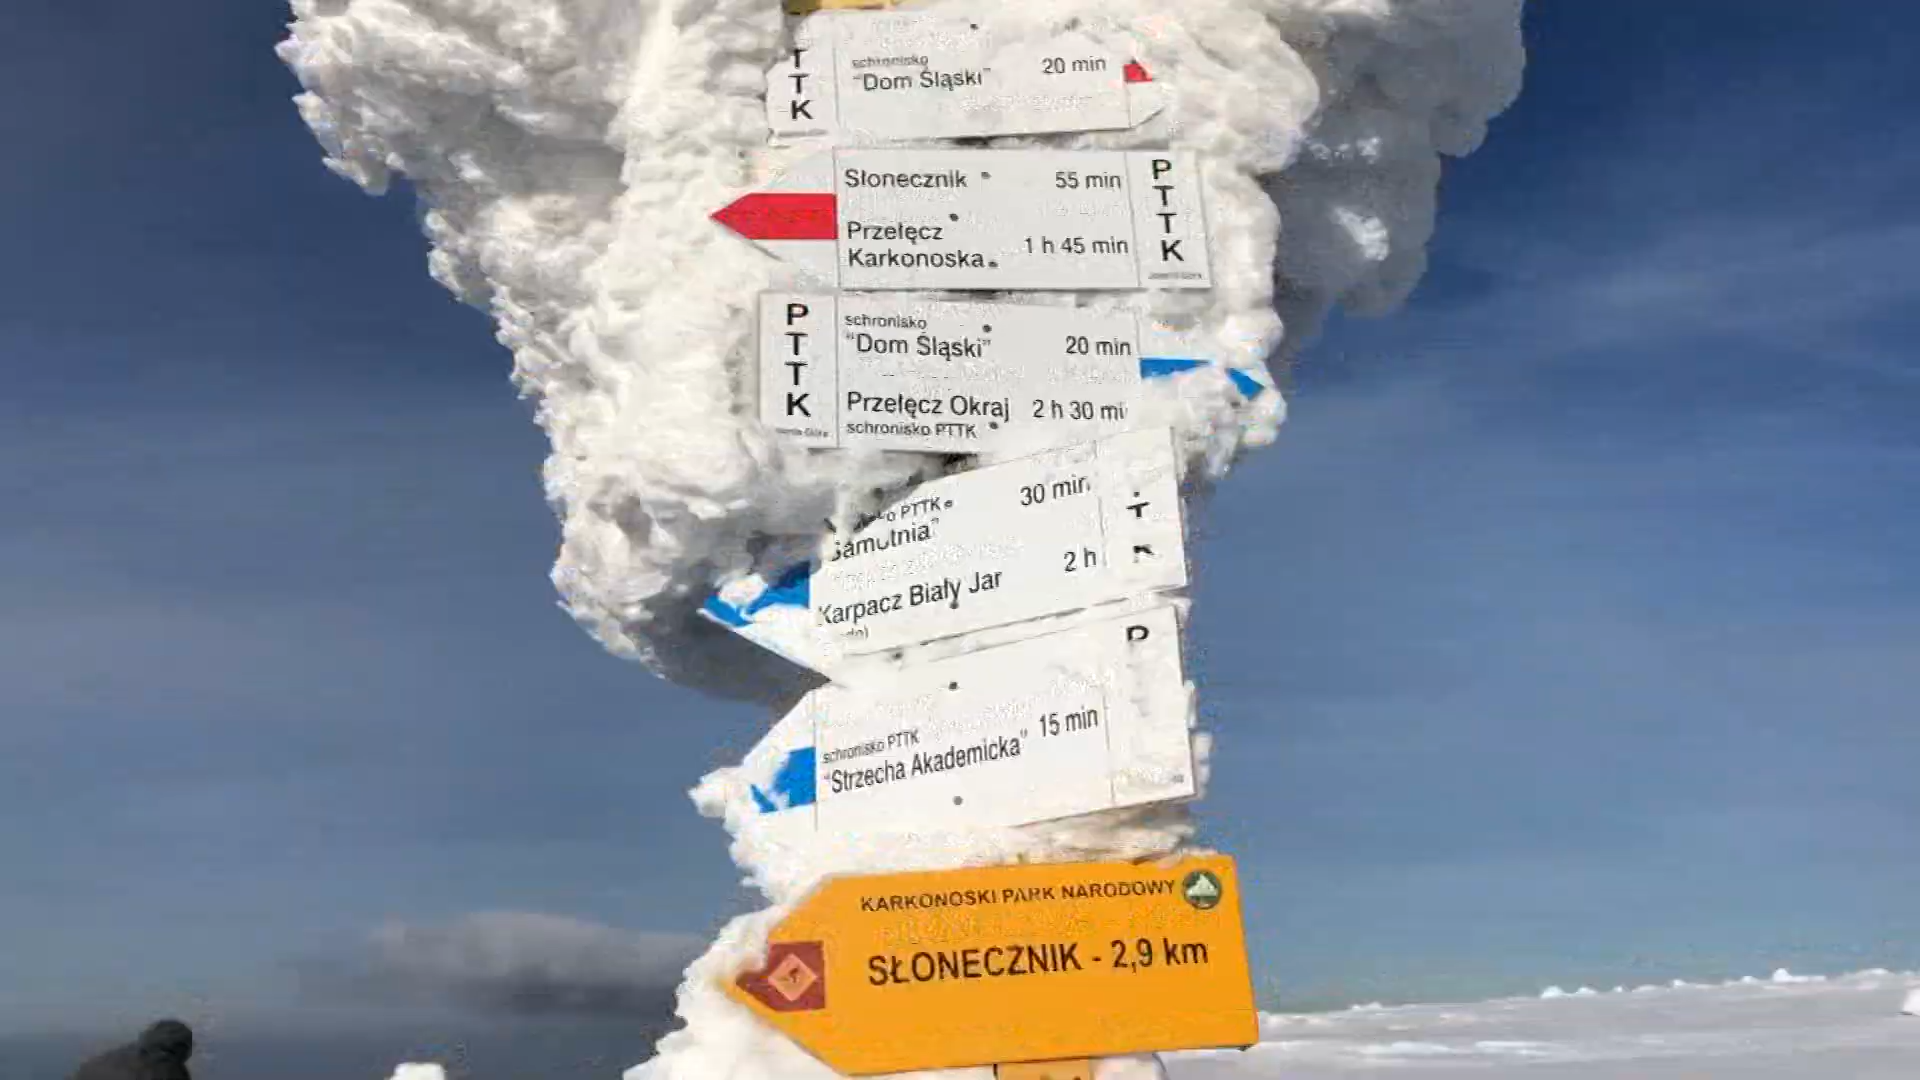 T
T
K
schronisko
"Dom Śląski" 20 min
Słonecznik 55 min
Przełęcz
Karkonoska 1 h 45 min
P
T
T
K
P
T
T
K
schronisko
"Dom Śląski" 20 min
Przełęcz Okraj 2 h 30 mi
schronisko PTTK
o PTTK
30 min
Samotnia"
Karpacz Biały Jar 2 h
T
K
P
schronisko PTTK
"Strzecha Akademicka" 15 min
KARKONOSKI PARK NARODOWY
SŁONECZNIK - 2,9 km